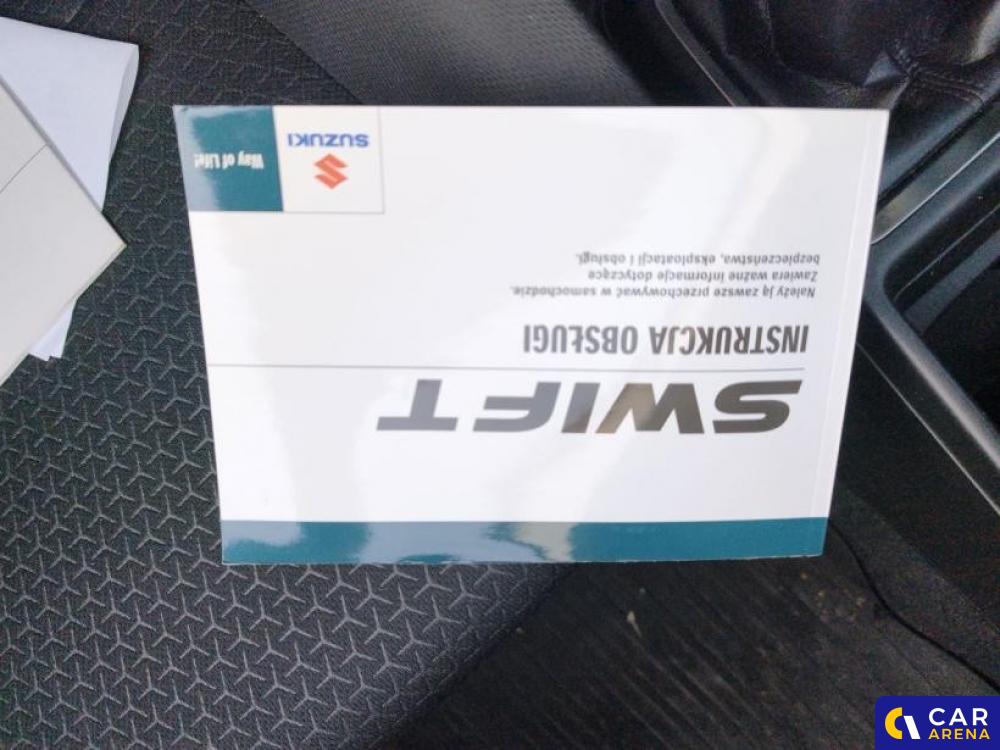 SWIFT
INSTRUKCJA OBSŁUGI
Należy ją zawsze przechowywać w samochodzie.
Zawiera ważne informacje dotyczące
bezpieczeństwa, eksploatacji i obsługi.
SUZUKI
Way of Life!
CAR
ARENA